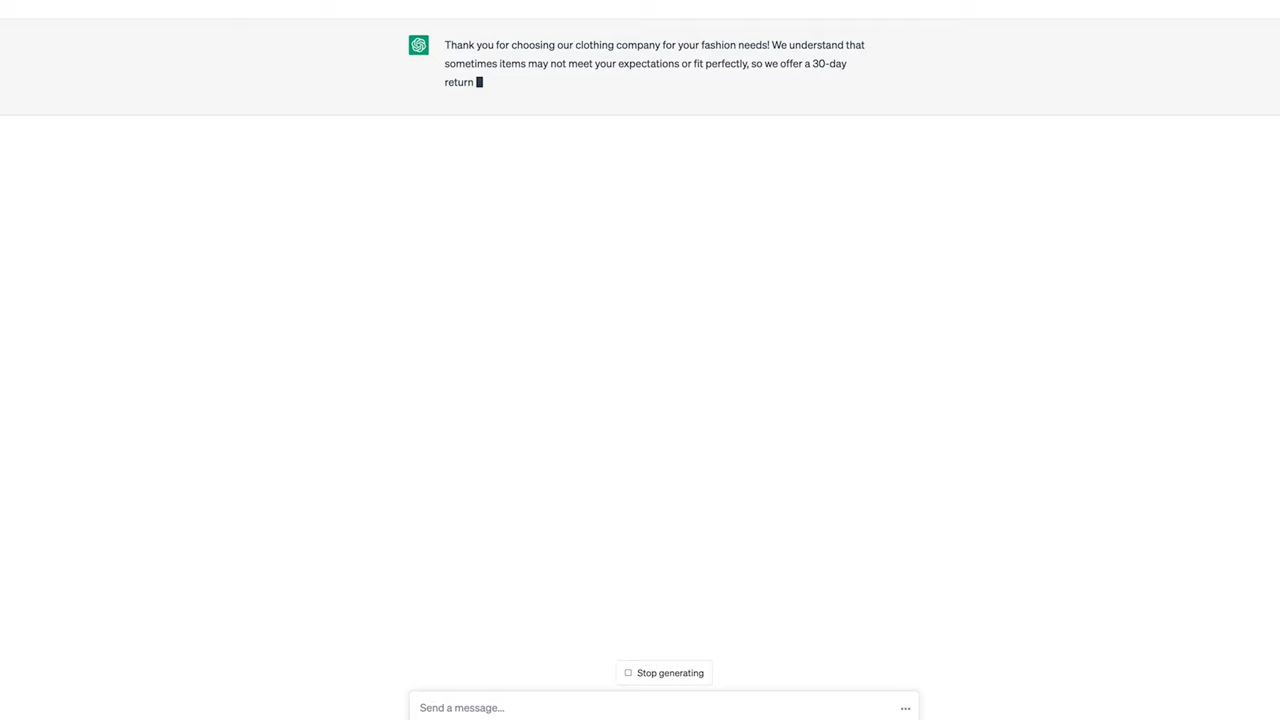 Thank you for choosing our clothing company for your fashion needs! We understand that
sometimes items may not meet your expectations or fit perfectly, so we offer a 30-day
return
Stop generating
Send a message...